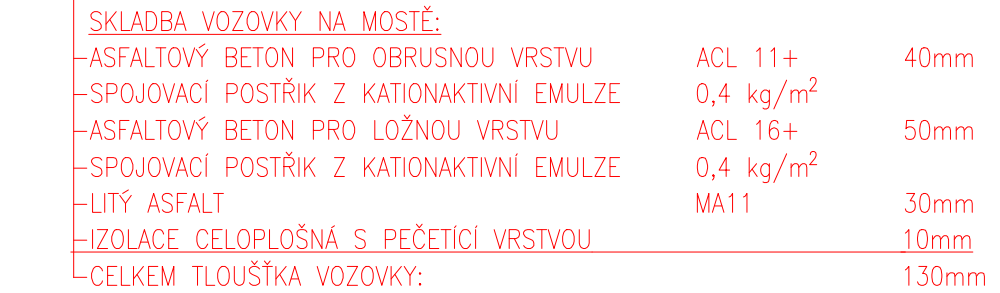 SKLADBA VOZOVKY NA MOSTĚ:
ASFALTOVÝ BETON PRO OBRUSNOU VRSTVU ACL 11+ 40mm
SPOJOVACÍ POSTŘIK Z KATIONAKTIVNÍ EMULZE 0,4 kg/m²
ASFALTOVÝ BETON PRO LOŽNOU VRSTVU ACL 16+ 50mm
SPOJOVACÍ POSTŘIK Z KATIONAKTIVNÍ EMULZE 0,4 kg/m²
LITÝ ASFALT MA11 30mm
IZOLACE CELOPLOŠNÁ S PEČETÍCÍ VRSTVOU 10mm
CELKEM TLOUŠŤKA VOZOVKY: 130mm